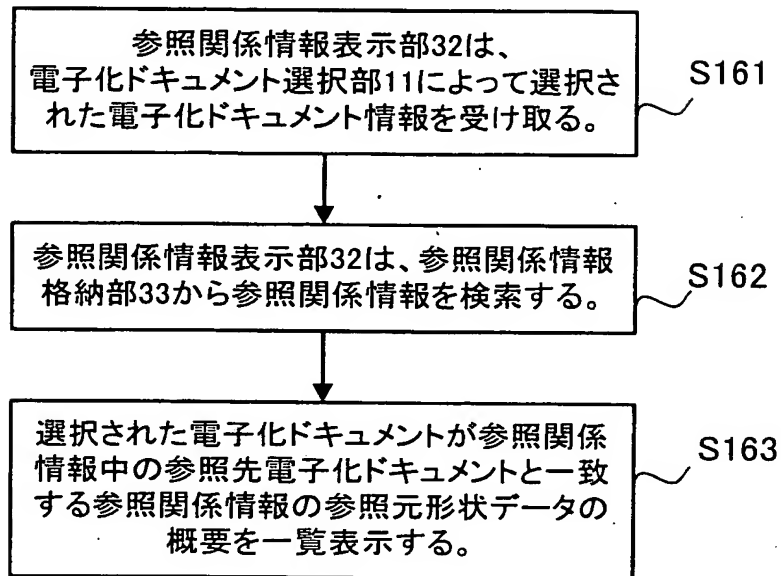 参照関係情報表示部32は、
電子化ドキュメント選択部11によって選択さ
れた電子化ドキュメント情報を受け取る。
S161
参照関係情報表示部32は、参照関係情報
格納部33から参照関係情報を検索する。
S162
選択された電子化ドキュメントが参照関係
情報中の参照先電子化ドキュメントと一致
する参照関係情報の参照元形状データの
概要を一覧表示する。
S163